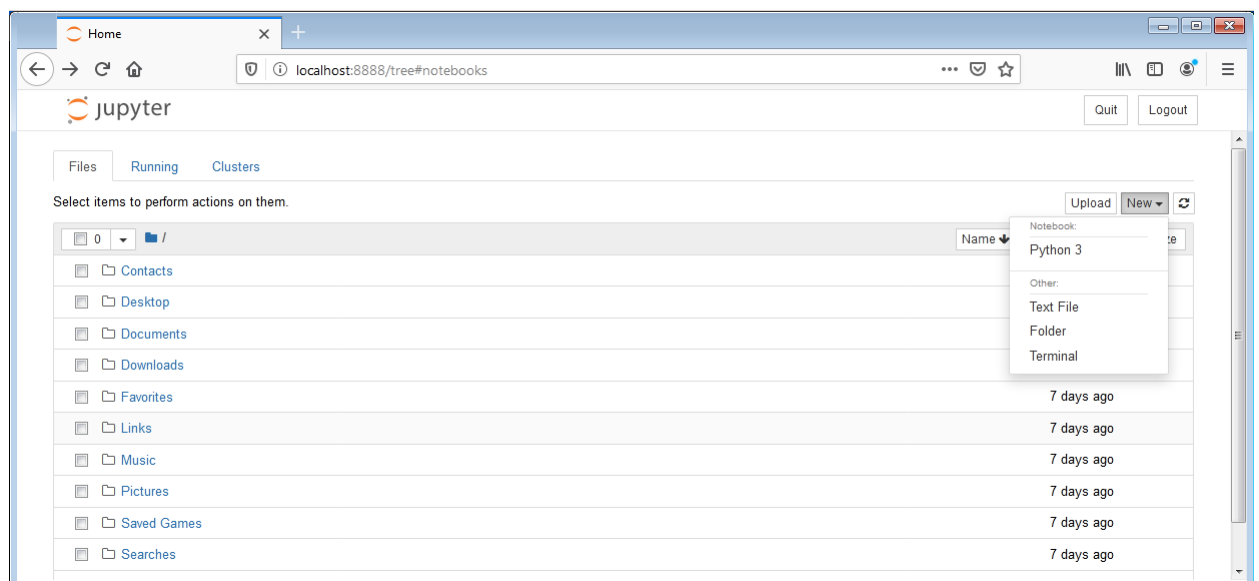 Home
localhost:8888/tree#notebooks
jupyter
Quit Logout
Files Running Clusters
Select items to perform actions on them.
Upload New
0 / Name
Notebook:
Python 3
Other:
Text File
Folder
Terminal
Contacts
Desktop
Documents
Downloads
Favorites 7 days ago
Links 7 days ago
Music 7 days ago
Pictures 7 days ago
Saved Games 7 days ago
Searches 7 days ago